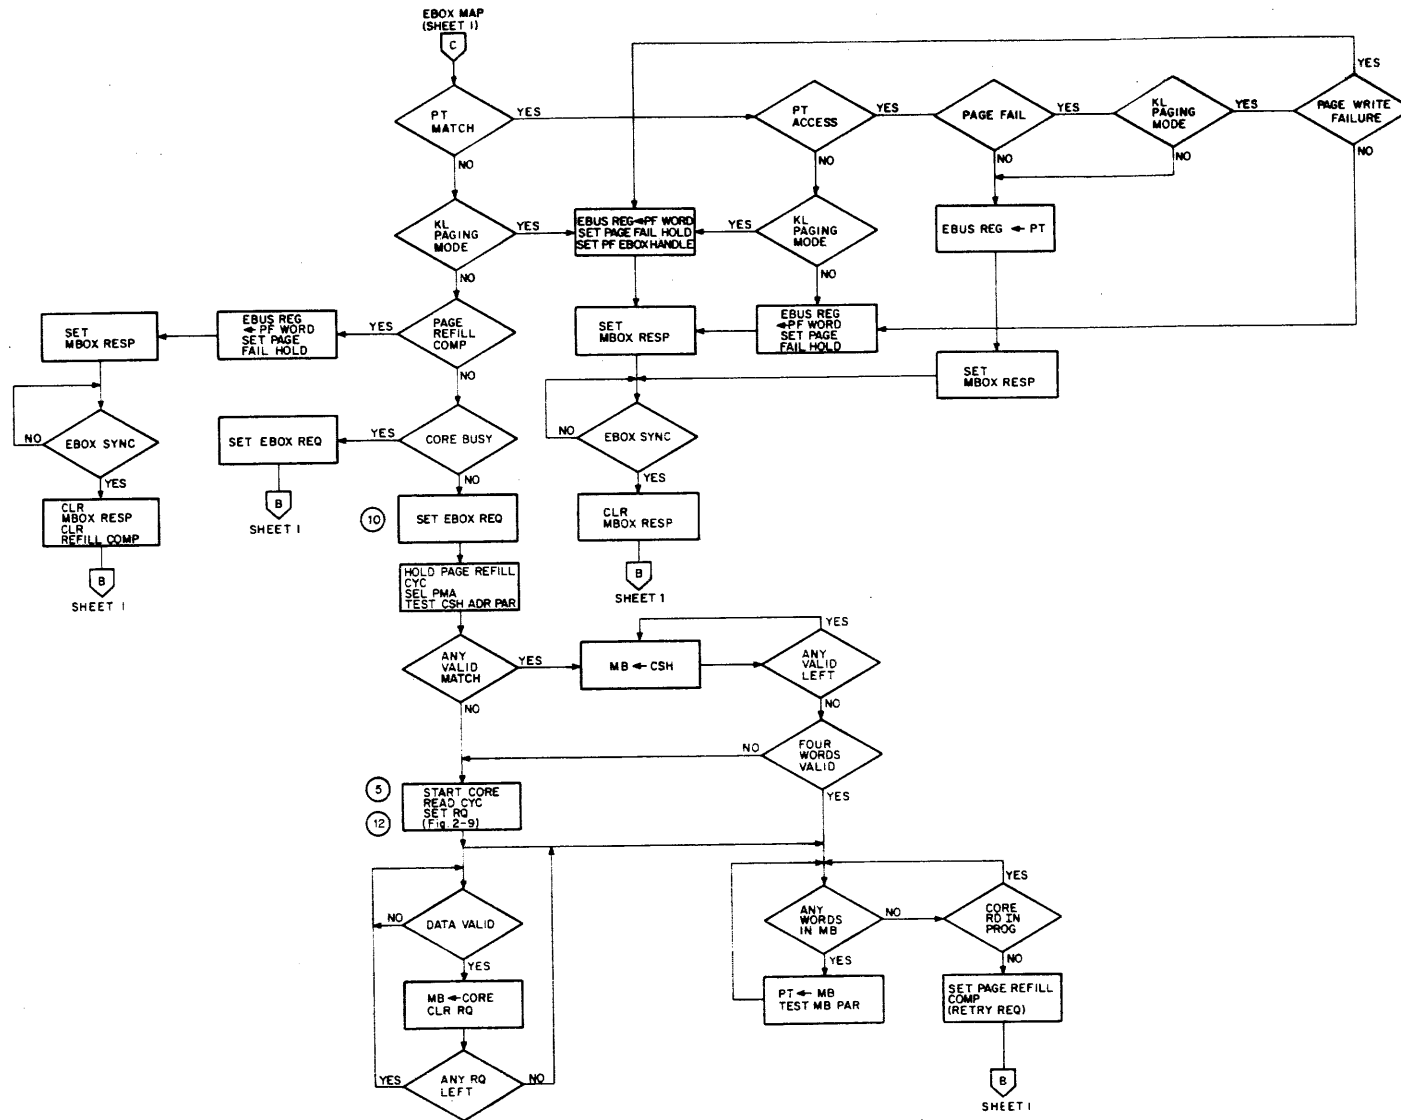 EBOX MAP
(SHEET 1)
C
PT
MATCH
YES
NO
PT
ACCESS
YES
NO
PAGE FAIL
YES
NO
KL
PAGING
MODE
YES
NO
PAGE WRITE
FAILURE
YES
NO
KL
PAGING
MODE
YES
NO
EBUS REG←PF WORD
SET PAGE FAIL HOLD
SET PF EBOX HANDLE
KL
PAGING
MODE
YES
NO
EBUS REG ← PT
SET
MBOX RESP
EBUS REG
←PF WORD
SET PAGE
FAIL HOLD
PAGE
REFILL
COMP
YES
NO
SET
MBOX RESP
EBUS REG
←PF WORD
SET PAGE
FAIL HOLD
SET
MBOX RESP
EBOX SYNC
NO
YES
SET EBOX REQ
CORE BUSY
YES
NO
EBOX SYNC
NO
YES
CLR
MBOX RESP
CLR
REFILL COMP
B
SHEET 1
B
SHEET 1
10
SET EBOX REQ
CLR
MBOX RESP
B
SHEET 1
HOLD PAGE REFILL
CYC
SEL PMA
TEST CSH ADR PAR
ANY
VALID
MATCH
YES
NO
MB ← CSH
ANY
VALID
LEFT
YES
NO
FOUR
WORDS
VALID
NO
YES
5
12
START CORE
READ CYC
SET RQ
(Fig. 2-9)
DATA VALID
NO
YES
MB ← CORE
CLR RQ
ANY RQ
LEFT
YES
NO
ANY
WORDS
IN MB
NO
YES
CORE
RD IN
PROG
YES
NO
PT ← MB
TEST MB PAR
SET PAGE REFILL
COMP
(RETRY REQ)
B
SHEET 1